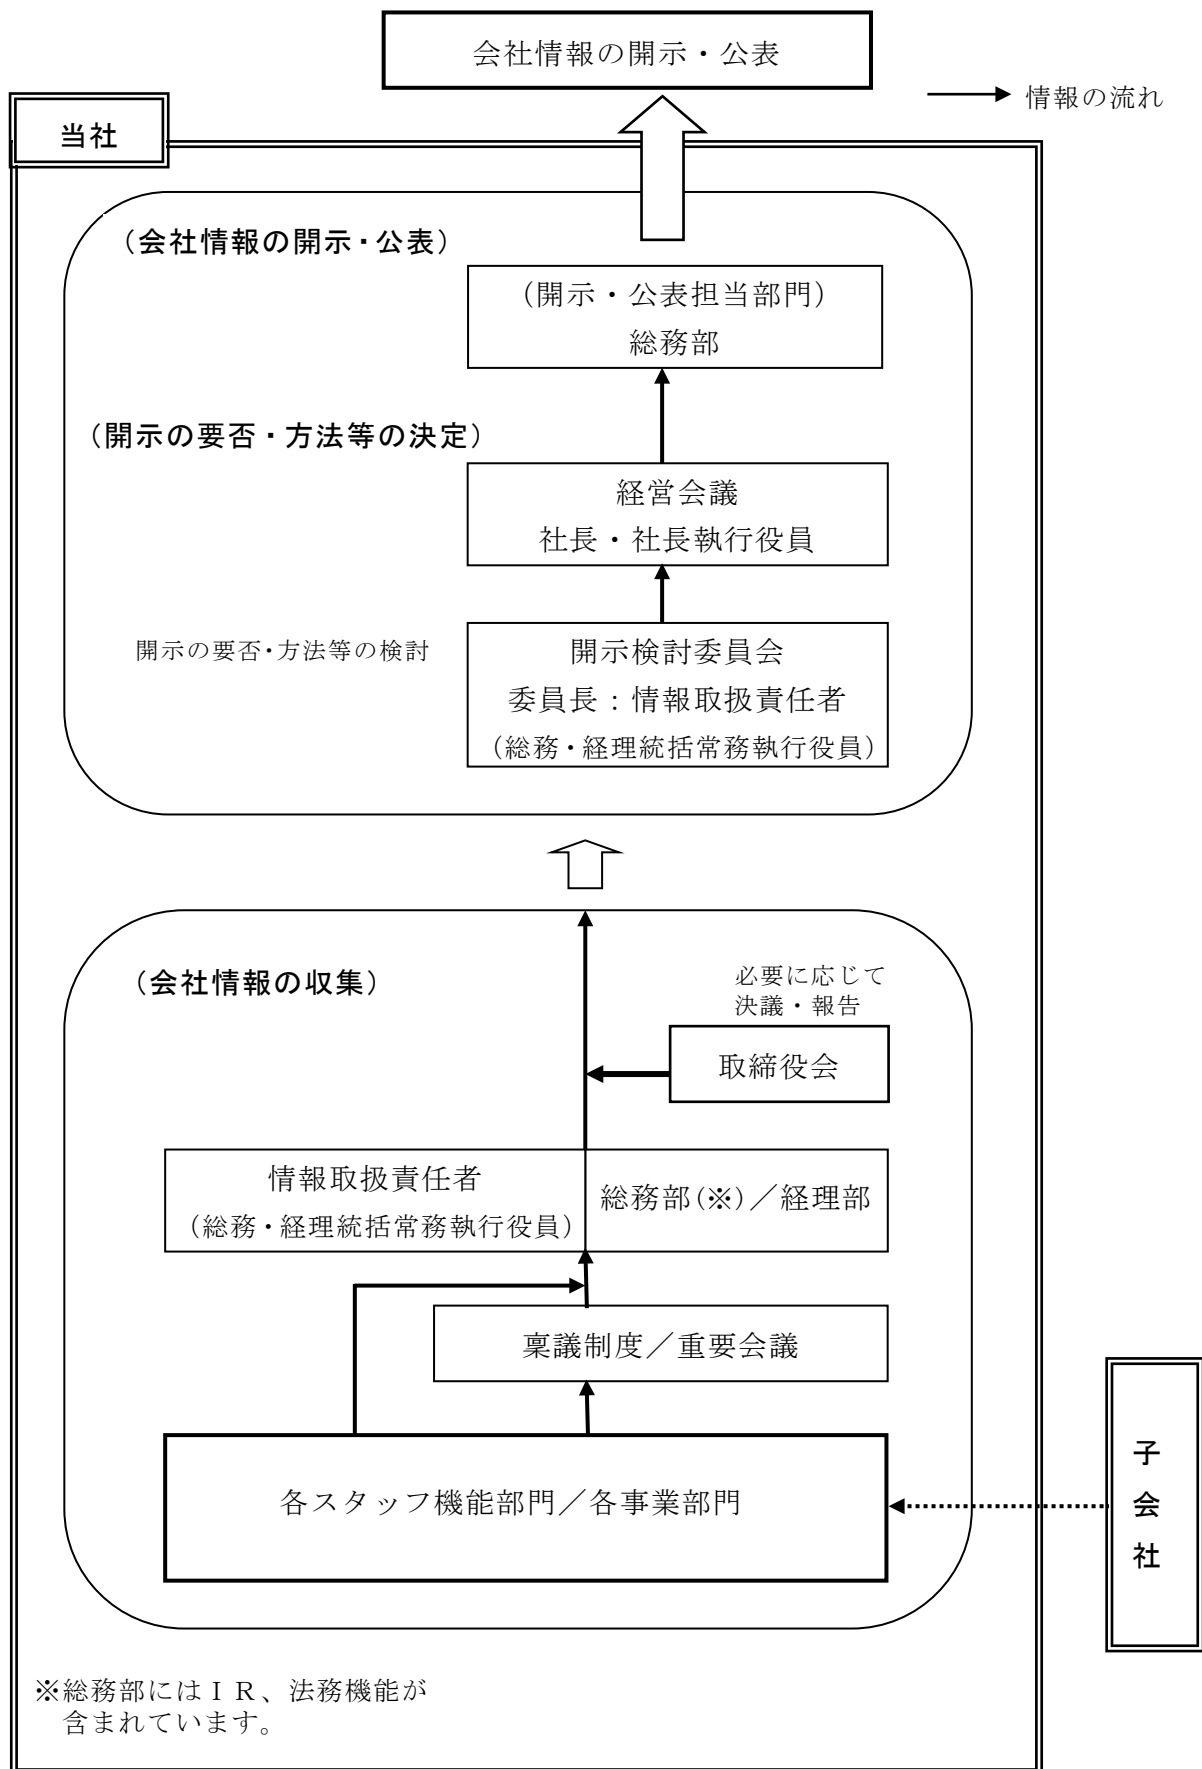 会社情報の開示・公表
情報の流れ
当社
（会社情報の開示・公表）
（開示・公表担当部門）
総務部
（開示の要否・方法等の決定）
経営会議
社長・社長執行役員
開示の要否・方法等の検討
開示検討委員会
委員長：情報取扱責任者
（総務・経理統括常務執行役員）
（会社情報の収集）
必要に応じて
決議・報告
取締役会
情報取扱責任者
（総務・経理統括常務執行役員）
総務部(※)／経理部
稟議制度／重要会議
各スタッフ機能部門／各事業部門
子会社
※総務部にはＩＲ、法務機能が
含まれています。